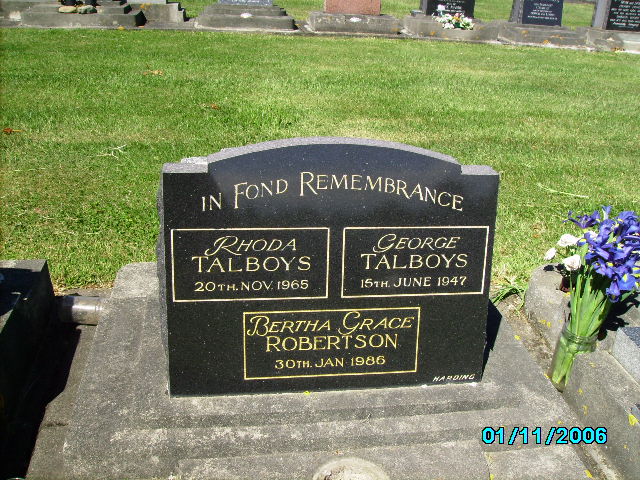 In Fond Remembrance
Rhoda
TALBOYS
20TH. NOV. 1965
George
TALBOYS
15TH. JUNE 1947
Bertha Grace
ROBERTSON
30TH. JAN 1986
HARDING
01/11/2006